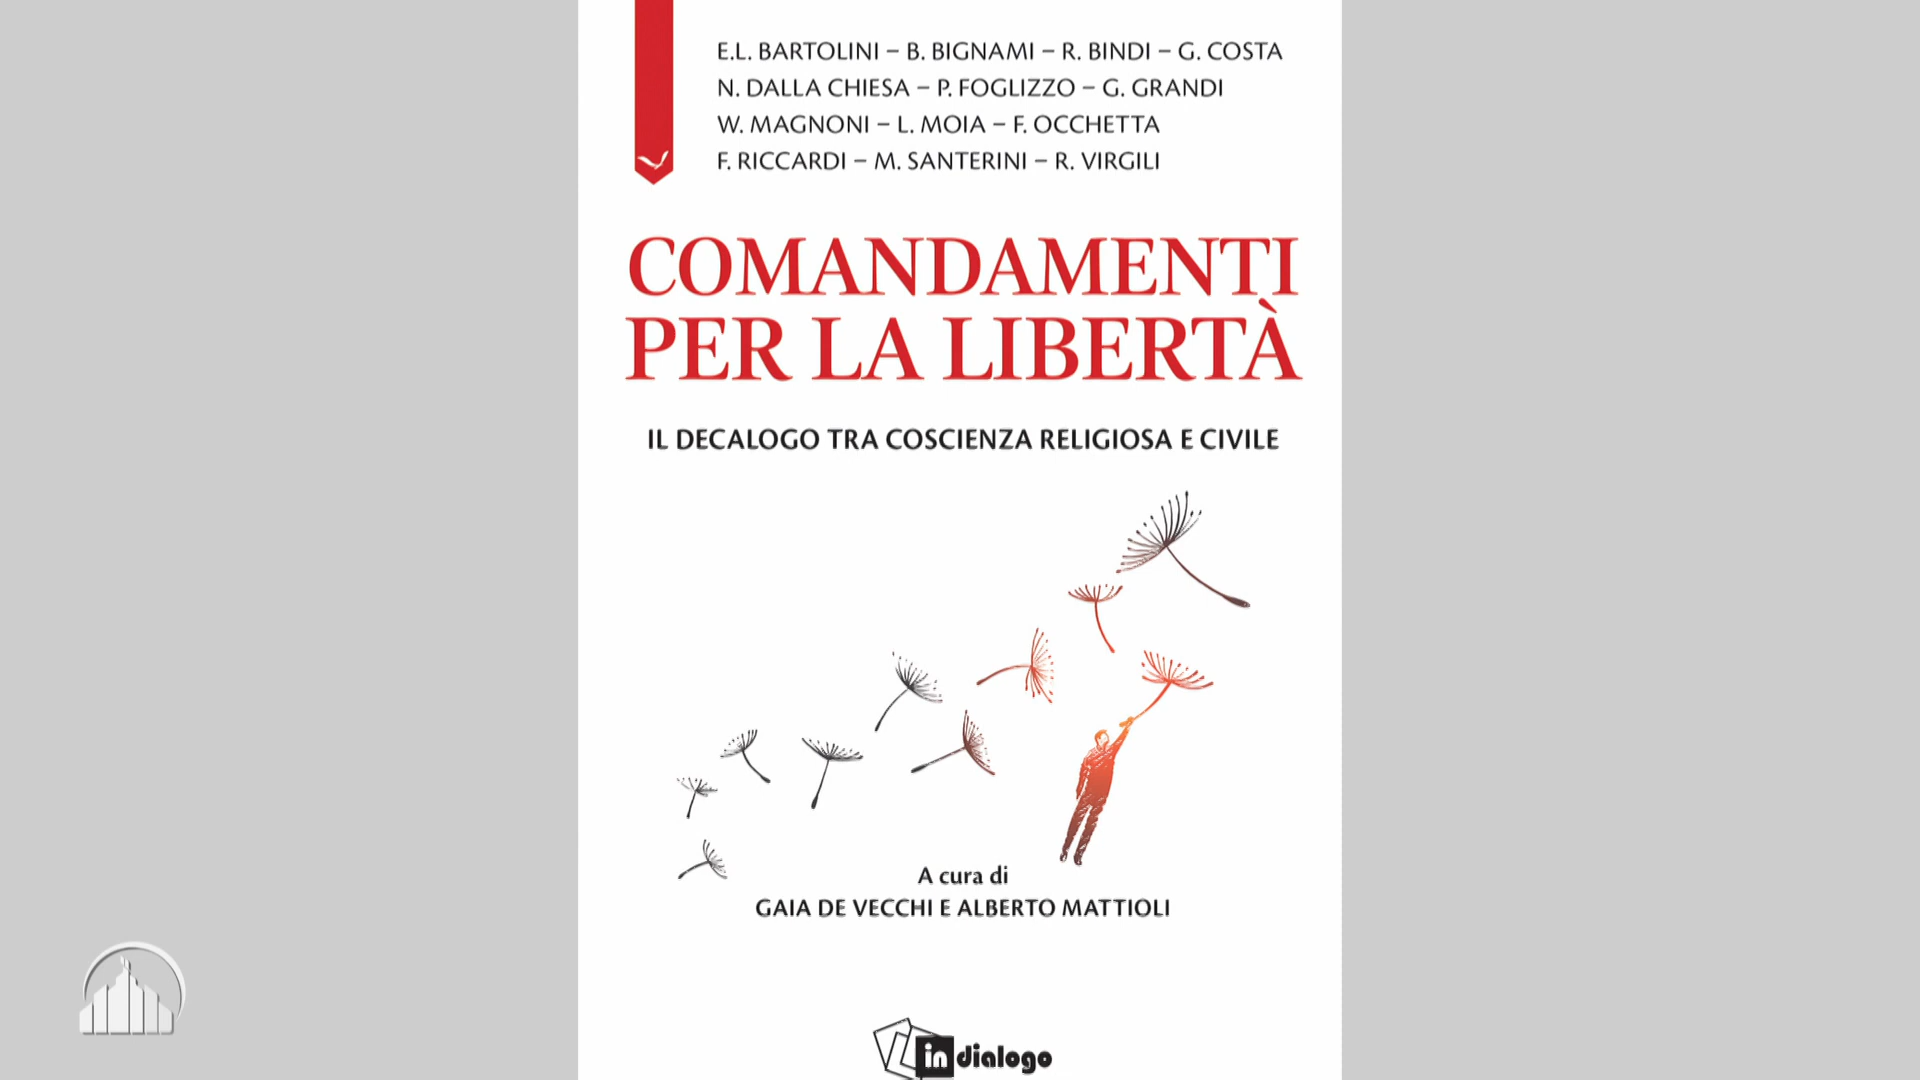 E.L. BARTOLINI – B. BIGNAMI – R. BINDI – G. COSTA
N. DALLA CHIESA – P. FOGLIZZO – G. GRANDI
W. MAGNONI – L. MOIA – F. OCCHETTA
F. RICCARDI – M. SANTERINI – R. VIRGILI
COMANDAMENTI
PER LA LIBERTÀ
IL DECALOGO TRA COSCIENZA RELIGIOSA E CIVILE
A cura di
GAIA DE VECCHI E ALBERTO MATTIOLI
in dialogo